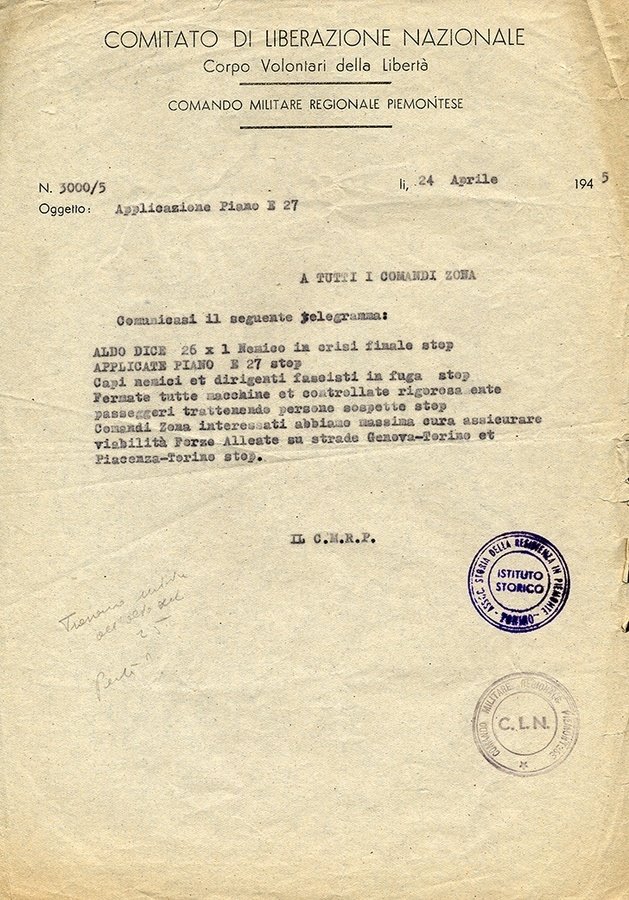 COMITATO DI LIBERAZIONE NAZIONALE
Corpo Volontari della Libertà
COMANDO MILITARE REGIONALE PIEMONTESE
N. 3000/5 li, 24 Aprile 1945
Oggetto: Applicazione Piano E 27
A TUTTI I COMANDI ZONA
Comunicasi il seguente telegramma:
ALDO DICE 26 x 1 Nemico in crisi finale stop
APPLICATE PIANO E 27 stop
Capi nemici et dirigenti fascisti in fuga stop
Fermate tutte macchine et controllate rigorosa ente
passeggeri trattenendo persone sospette stop
Comandi Zona interessati abbiamo massima cura assicurare
viabilità Forze Alleate su strade Genova-Torino et
Piacenza-Torino stop.
IL C.M.R.P.
ASSOC. STORIA DELLA RESISTENZA IN PIEMONTE - TORINO -
ISTITUTO
STORICO
COMANDO MILITARE REGIONALE PIEMONTESE
C.L.N.
25